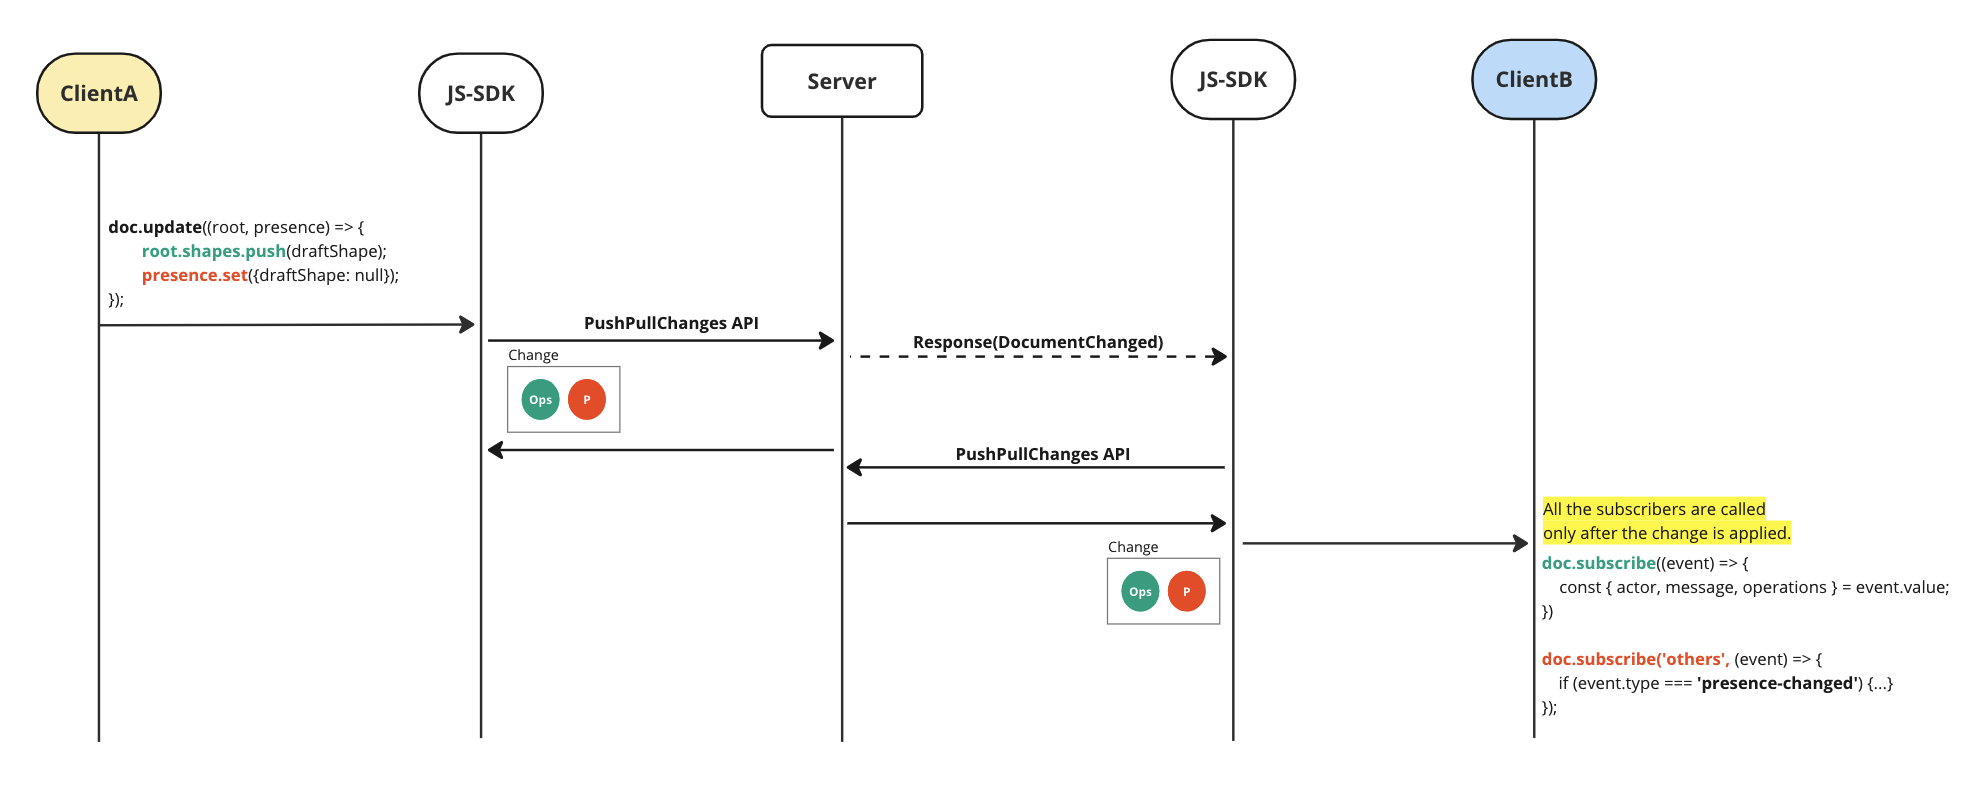 ClientA
JS-SDK
Server
JS-SDK
ClientB
doc.update((root, presence) => {
root.shapes.push(draftShape);
presence.set({draftShape: null});
});
PushPullChanges API
Change
Ops
P
Response(DocumentChanged)
PushPullChanges API
Change
Ops
P
All the subscribers are called
only after the change is applied.
doc.subscribe((event) => {
const { actor, message, operations } = event.value;
})
doc.subscribe('others', (event) => {
if (event.type === 'presence-changed') {...}
});